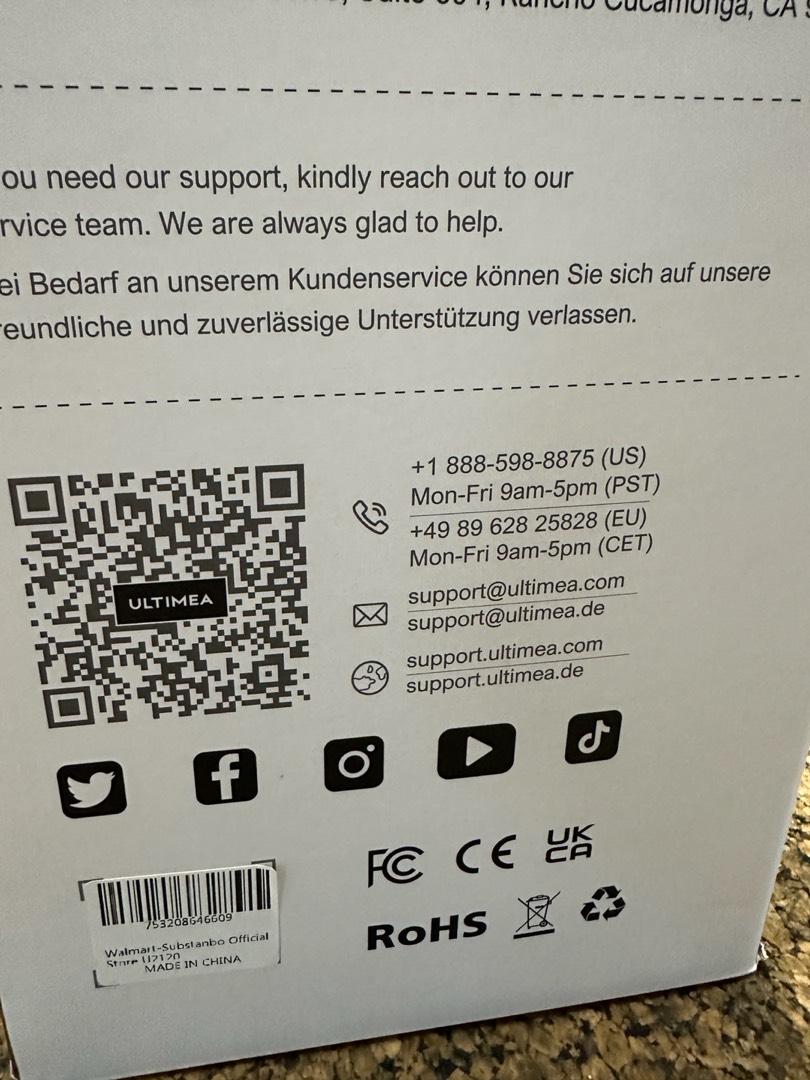 Rancho Cucamonga, CA
ou need our support, kindly reach out to our
rvice team. We are always glad to help.
ei Bedarf an unserem Kundenservice können Sie sich auf unsere
reundliche und zuverlässige Unterstützung verlassen.
+1 888-598-8875 (US)
Mon-Fri 9am-5pm (PST)
+49 89 628 25828 (EU)
Mon-Fri 9am-5pm (CET)
ULTIMEA
support@ultimea.com
support@ultimea.de
support.ultimea.com
support.ultimea.de
FC CE UK
CA
RoHS
753208646609
Walmart-Substanbo Official
Store U2120
MADE IN CHINA